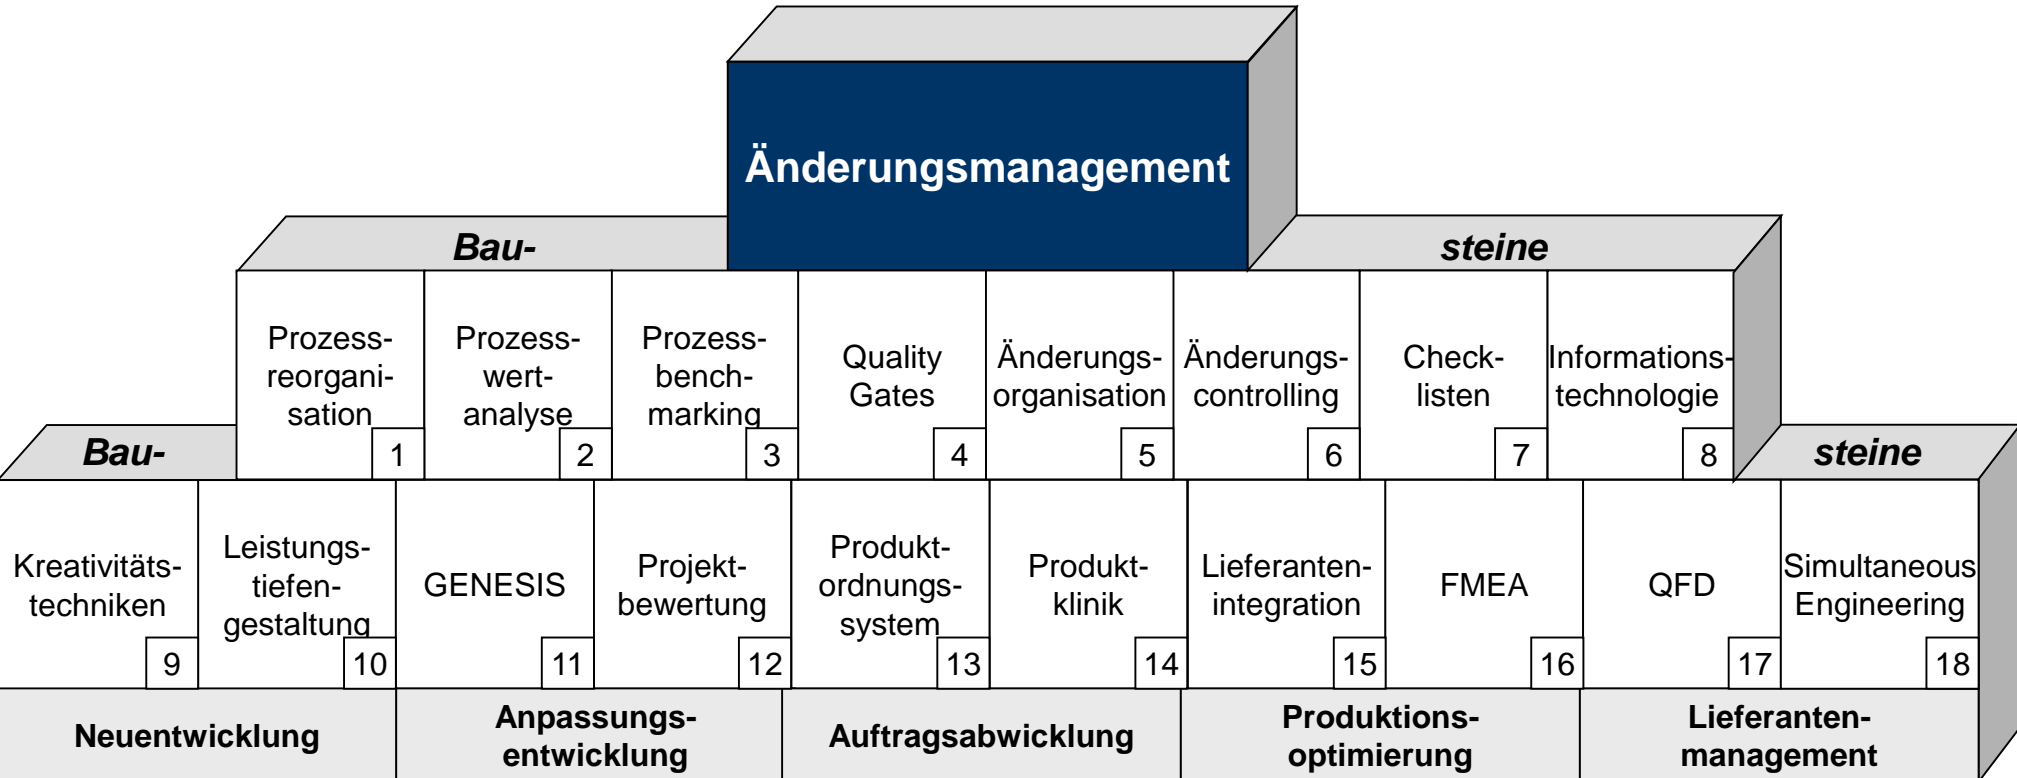 Änderungsmanagement
Bau-
steine
Prozess-
reorgani-
sation
1
Prozess-
wert-
analyse
2
Prozess-
bench-
marking
3
Quality
Gates
4
Änderungs-
organisation
5
Änderungs-
controlling
6
Check-
listen
7
Informations-
technologie
8
Bau-
steine
Kreativitäts-
techniken
9
Leistungs-
tiefen-
gestaltung
10
GENESIS
11
Projekt-
bewertung
12
Produkt-
ordnungs-
system
13
Produkt-
klinik
14
Lieferanten-
integration
15
FMEA
16
QFD
17
Simultaneous
Engineering
18
Neuentwicklung
Anpassungs-
entwicklung
Auftragsabwicklung
Produktions-
optimierung
Lieferanten-
management